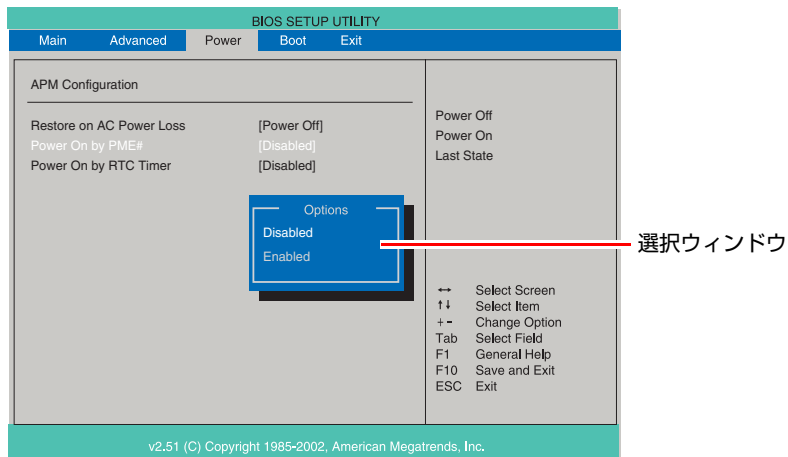 BIOS SETUP UTILITY
Main Advanced Power Boot Exit
APM Configuration
Restore on AC Power Loss [Power Off]
Power On by PME# [Disabled]
Power On by RTC Timer [Disabled]
Options
Disabled
Enabled
Power Off
Power On
Last State
選択ウィンドウ
↔ Select Screen
↑↓ Select Item
+- Change Option
Tab Select Field
F1 General Help
F10 Save and Exit
ESC Exit
v2.51 (C) Copyright 1985-2002, American Megatrends, Inc.